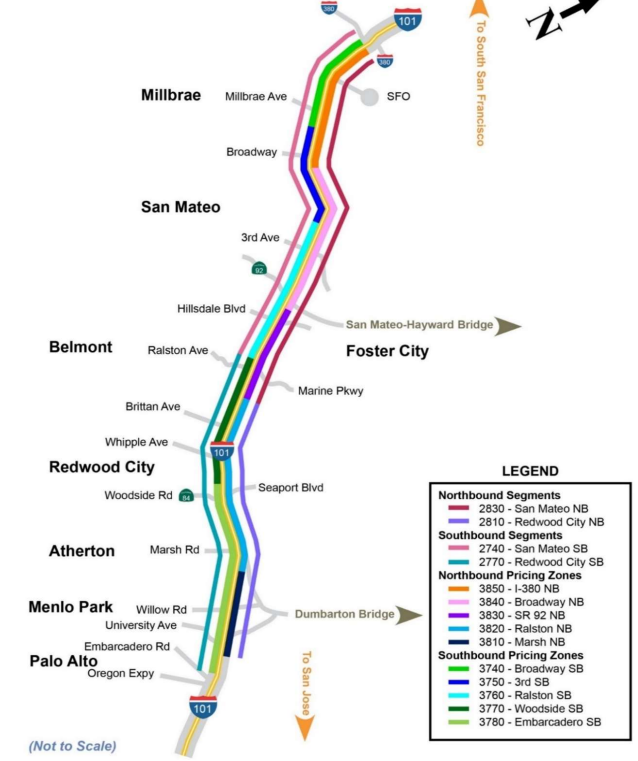 380
101
N
To South San Francisco
380
Millbrae
Millbrae Ave
SFO
Broadway
San Mateo
3rd Ave
92
Hillsdale Blvd
San Mateo-Hayward Bridge
Belmont
Ralston Ave
Foster City
Marine Pkwy
Brittan Ave
Whipple Ave
101
Redwood City
Woodside Rd
84
Seaport Blvd
Atherton
Marsh Rd
Menlo Park
Willow Rd
University Ave
Dumbarton Bridge
Embarcadero Rd
Palo Alto
Oregon Expy
To San Jose
101
(Not to Scale)
LEGEND
Northbound Segments
2830 - San Mateo NB
2810 - Redwood City NB
Southbound Segments
2740 - San Mateo SB
2770 - Redwood City SB
Northbound Pricing Zones
3850 - I-380 NB
3840 - Broadway NB
3830 - SR 92 NB
3820 - Ralston NB
3810 - Marsh NB
Southbound Pricing Zones
3740 - Broadway SB
3750 - 3rd SB
3760 - Ralston SB
3770 - Woodside SB
3780 - Embarcadero SB